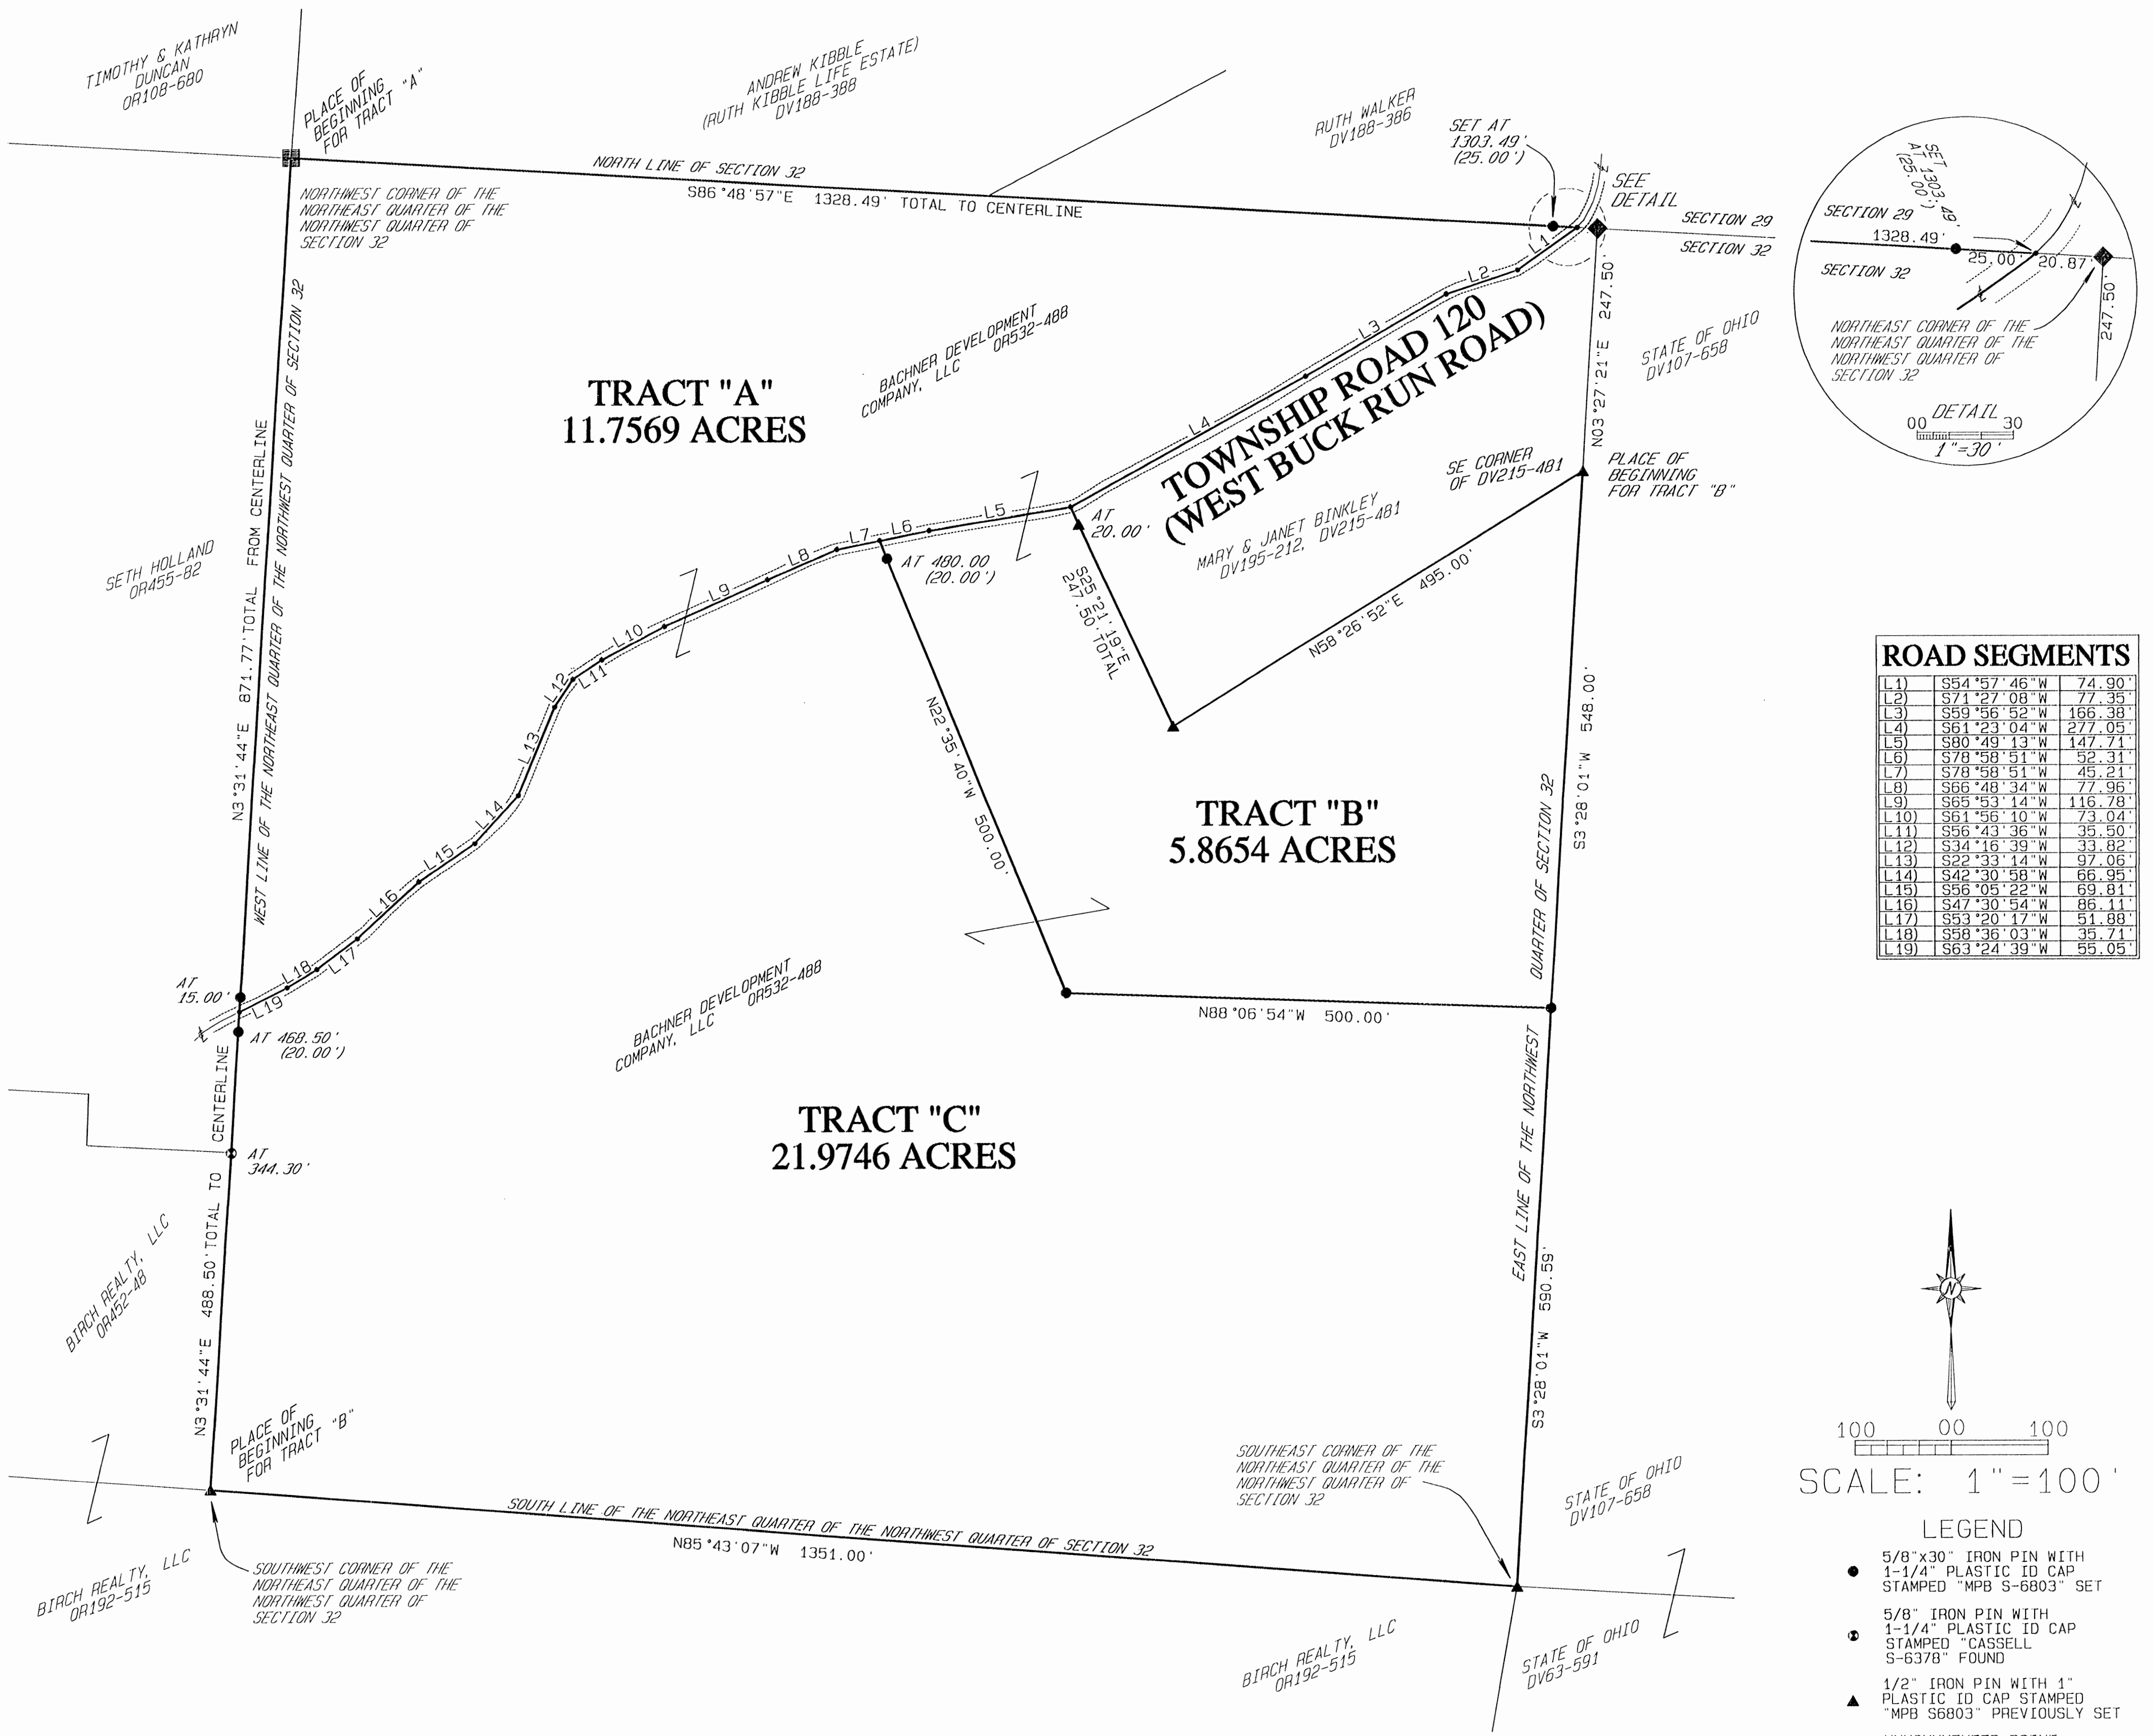 TIMOTHY & KATHRYN
DUNCAN
OR108-680
PLACE OF
BEGINNING
FOR TRACT "A"
ANDREW KIBBLE
(RUTH KIBBLE LIFE ESTATE)
DV188-388
RUTH WALKER
DV188-386
SET AT
1303.49'
(25.00')
SEE
DETAIL
SECTION 29
SECTION 32
NORTH LINE OF SECTION 32
S86°48'57"E 1328.49' TOTAL TO CENTERLINE
NORTHWEST CORNER OF THE
NORTHEAST QUARTER OF THE
NORTHWEST QUARTER OF
SECTION 32
SET
AT 1303.49'
(25.00')
SECTION 29
1328.49'
25.00'
20.87'
SECTION 32
247.50'
NORTHEAST CORNER OF THE
NORTHEAST QUARTER OF THE
NORTHWEST QUARTER OF
SECTION 32
DETAIL
00 30
1"=30'
L1
L2
L3
L4
L5
L6
L7
L8
L9
L10
L11
L12
L13
L14
L15
L16
L17
L18
L19
N03°27'21"E 247.50'
STATE OF OHIO
DV107-658
TRACT "A"
11.7569 ACRES
BACHNER DEVELOPMENT
COMPANY, LLC OR532-488
TOWNSHIP ROAD 120
(WEST BUCK RUN ROAD)
SE CORNER
OF DV215-481
PLACE OF
BEGINNING
FOR TRACT "B"
MARY & JANET BINKLEY
DV195-212, DV215-481
N58°26'52"E 495.00'
AT
20.00'
S25°21'19"E
247.50 TOTAL
AT 480.00
(20.00')
N22°35'40"W 500.00'
SETH HOLLAND
OR455-82
N3°31'44"E 871.77' TOTAL FROM CENTERLINE
WEST LINE OF THE NORTHEAST QUARTER OF THE NORTHWEST QUARTER OF SECTION 32
S3°28'01"W 548.00'
TRACT "B"
5.8654 ACRES
ROAD SEGMENTS
L1) S54°57'46"W 74.90'
L2) S71°27'08"W 77.35'
L3) S59°56'52"W 166.38'
L4) S61°23'04"W 277.05'
L5) S80°49'13"W 147.71'
L6) S78°58'51"W 52.31'
L7) S78°58'51"W 45.21'
L8) S66°48'34"W 77.96'
L9) S65°53'14"W 116.78'
L10) S61°56'10"W 73.04'
L11) S56°43'36"W 35.50'
L12) S34°16'39"W 33.82'
L13) S22°33'14"W 97.06'
L14) S42°30'58"W 66.95'
L15) S56°05'22"W 69.81'
L16) S47°30'54"W 86.11'
L17) S53°20'17"W 51.88'
L18) S58°36'03"W 35.71'
L19) S63°24'39"W 55.05'
AT
15.00'
AT 468.50'
(20.00')
N88°06'54"W 500.00'
EAST LINE OF THE NORTHWEST QUARTER OF SECTION 32
BACHNER DEVELOPMENT
COMPANY, LLC OR532-488
TRACT "C"
21.9746 ACRES
AT
344.30'
N3°31'44"E 488.50'TOTAL TO CENTERLINE
BIRCH REALTY, LLC
OR452-48
S3°28'01"W 590.59'
PLACE OF
BEGINNING
FOR TRACT "B"
SOUTH LINE OF THE NORTHEAST QUARTER OF THE NORTHWEST QUARTER OF SECTION 32
N85°43'07"W 1351.00'
SOUTHEAST CORNER OF THE
NORTHEAST QUARTER OF THE
NORTHWEST QUARTER OF
SECTION 32
STATE OF OHIO
DV107-658
SOUTHWEST CORNER OF THE
NORTHEAST QUARTER OF THE
NORTHWEST QUARTER OF
SECTION 32
BIRCH REALTY, LLC
OR192-515
BIRCH REALTY, LLC
OR192-515
STATE OF OHIO
DV63-591
N
100 00 100
SCALE: 1"=100'
LEGEND
5/8"x30" IRON PIN WITH
1-1/4" PLASTIC ID CAP
STAMPED "MPB S-6803" SET
5/8" IRON PIN WITH
1-1/4" PLASTIC ID CAP
STAMPED "CASSELL
S-6378" FOUND
1/2" IRON PIN WITH 1"
PLASTIC ID CAP STAMPED
"MPB S6803" PREVIOUSLY SET